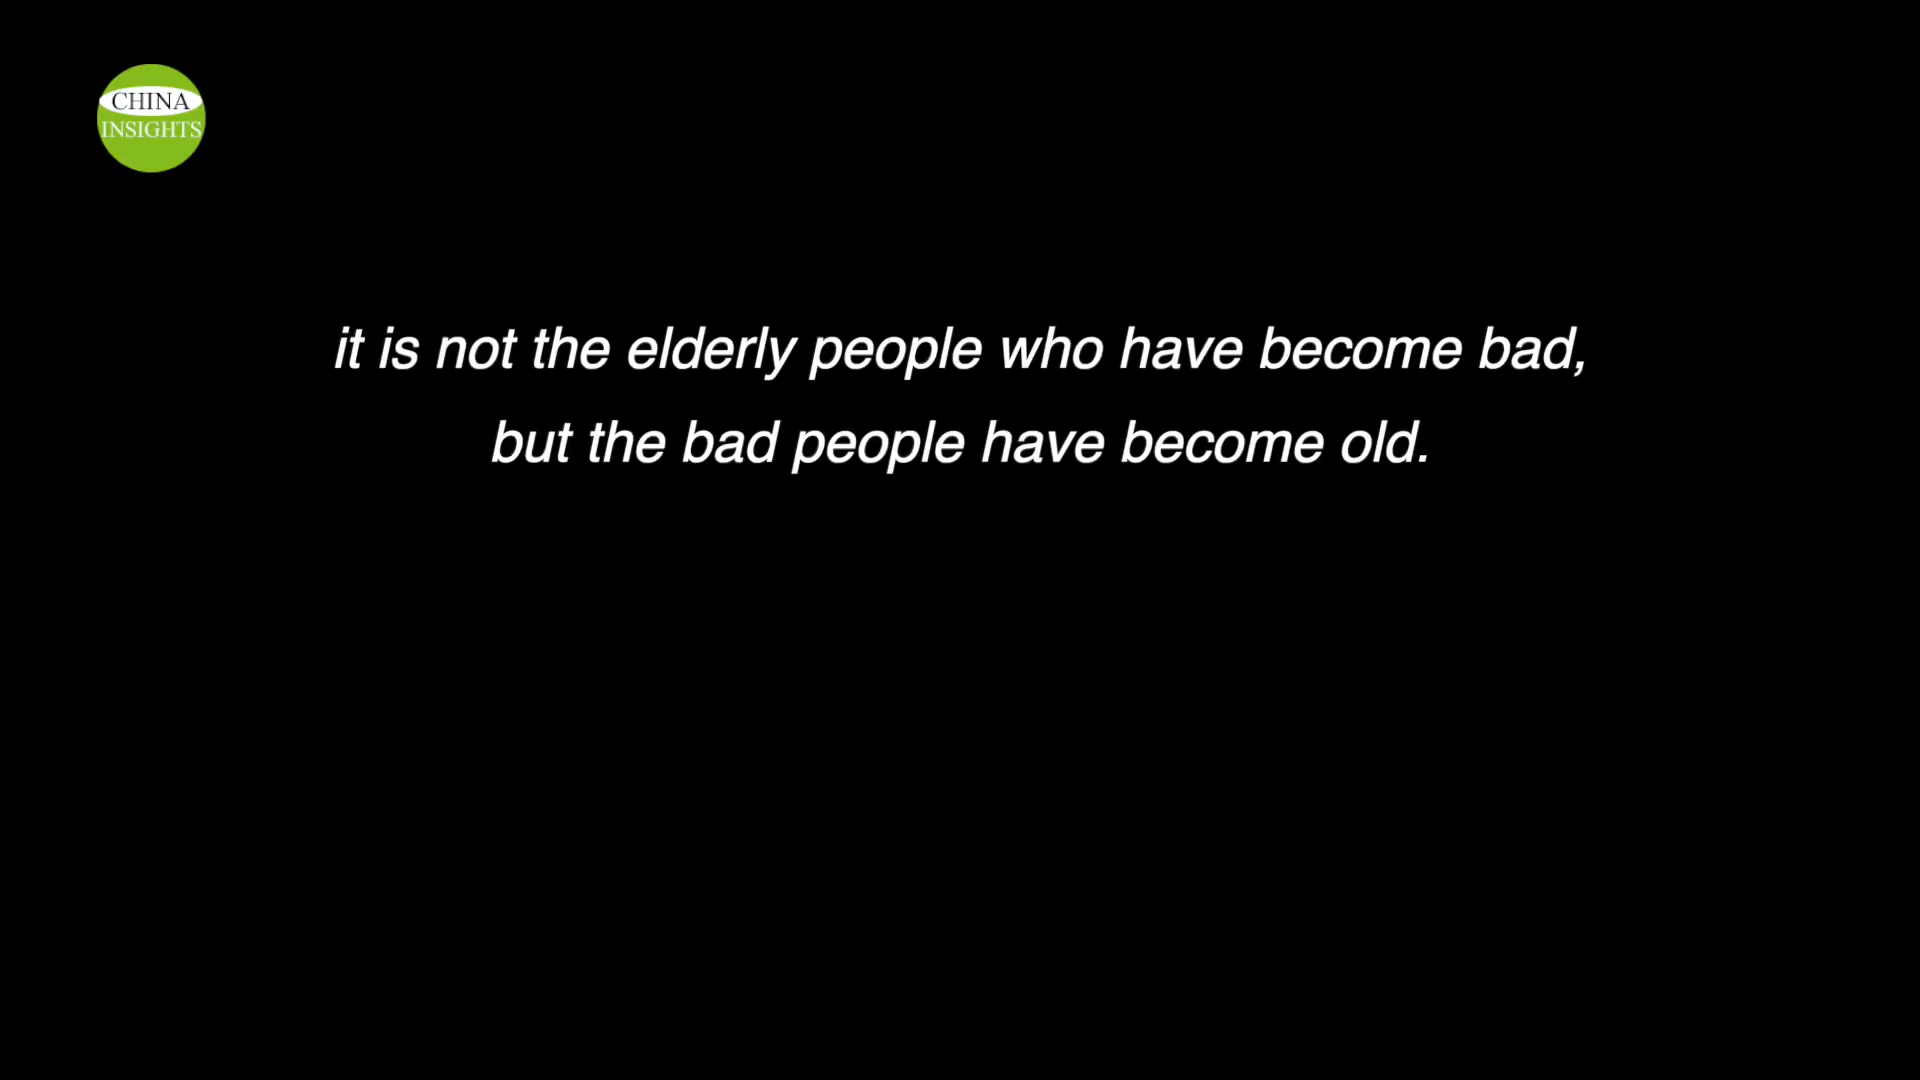 CHINA
INSIGHTS
it is not the elderly people who have become bad,
but the bad people have become old.